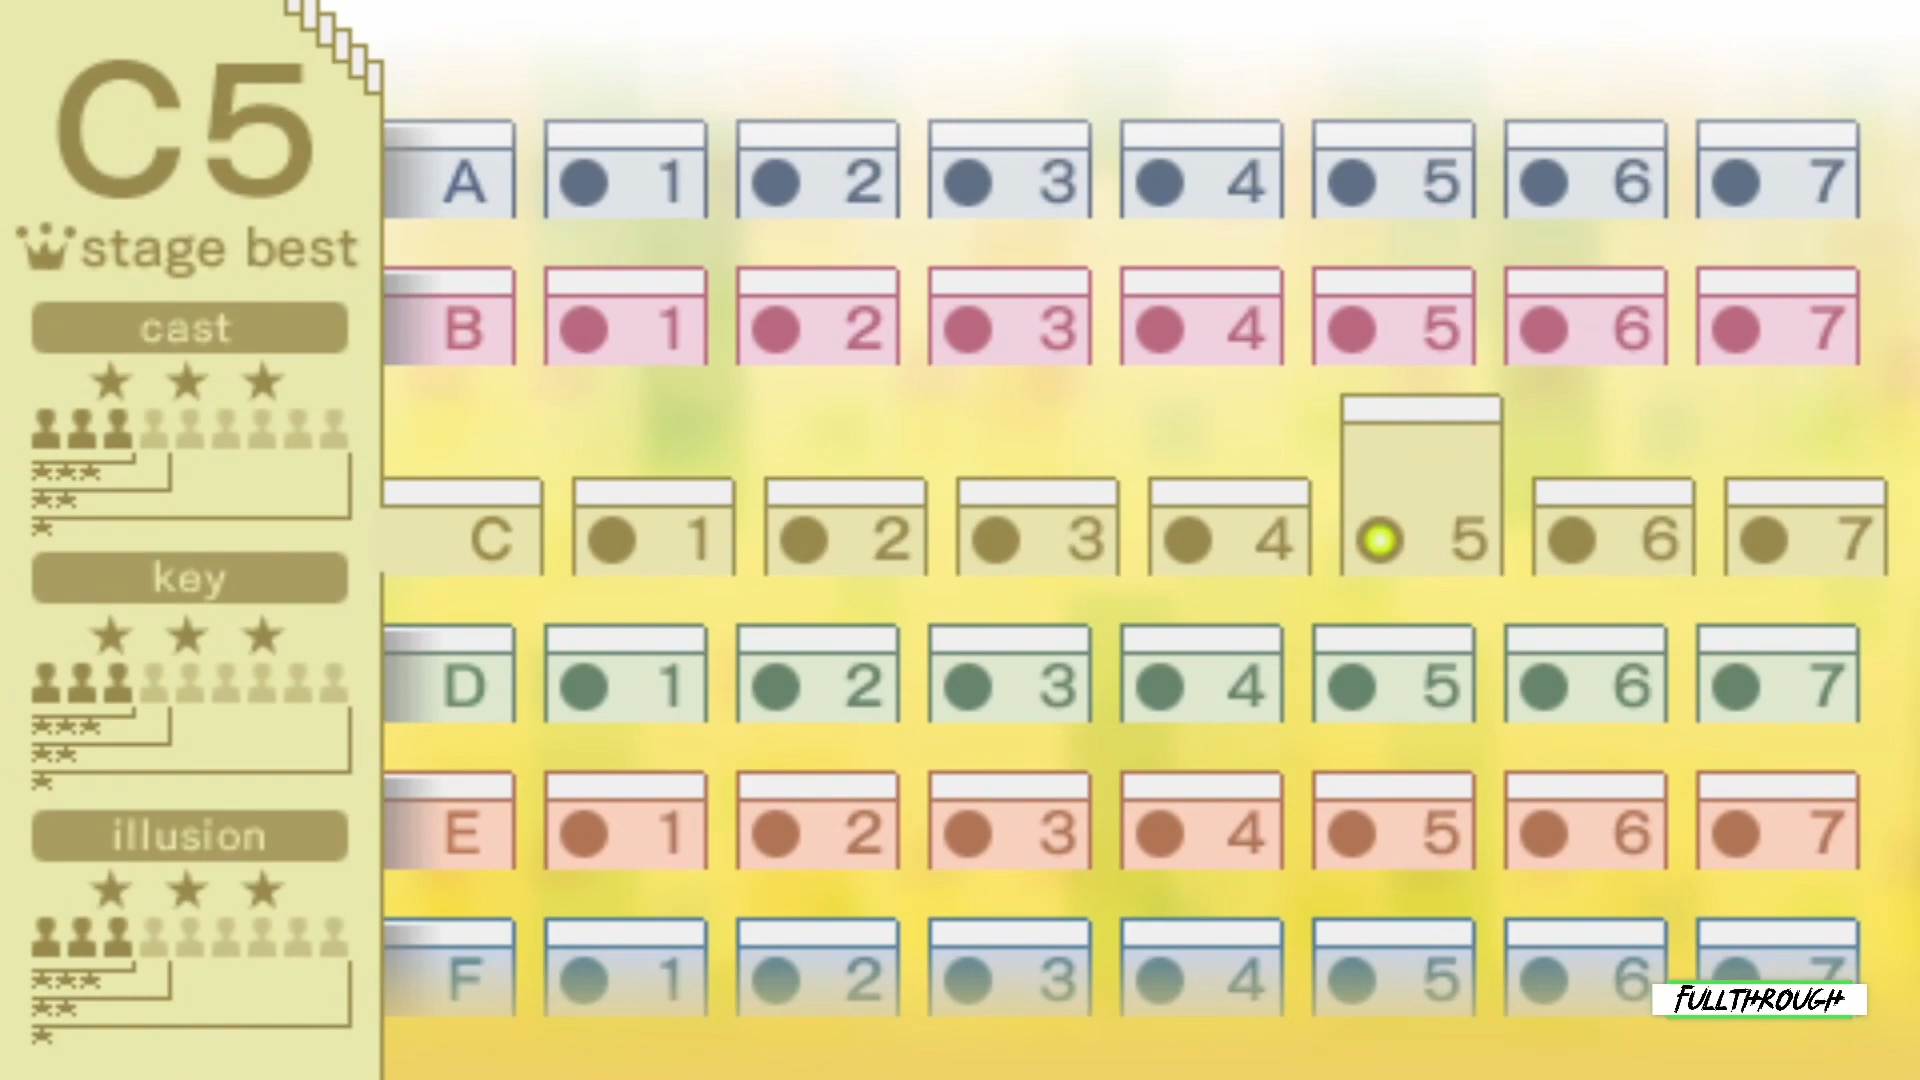 C5
stage best
cast
★ ★ ★
★★★
★★
★
key
★ ★ ★
★★★
★★
★
illusion
★ ★ ★
★★★
★★
★
A 1 2 3 4 5 6 7
B 1 2 3 4 5 6 7
C 1 2 3 4 5 6 7
D 1 2 3 4 5 6 7
E 1 2 3 4 5 6 7
F 1 2 3 4 5 6 7
FULLTHROUGH